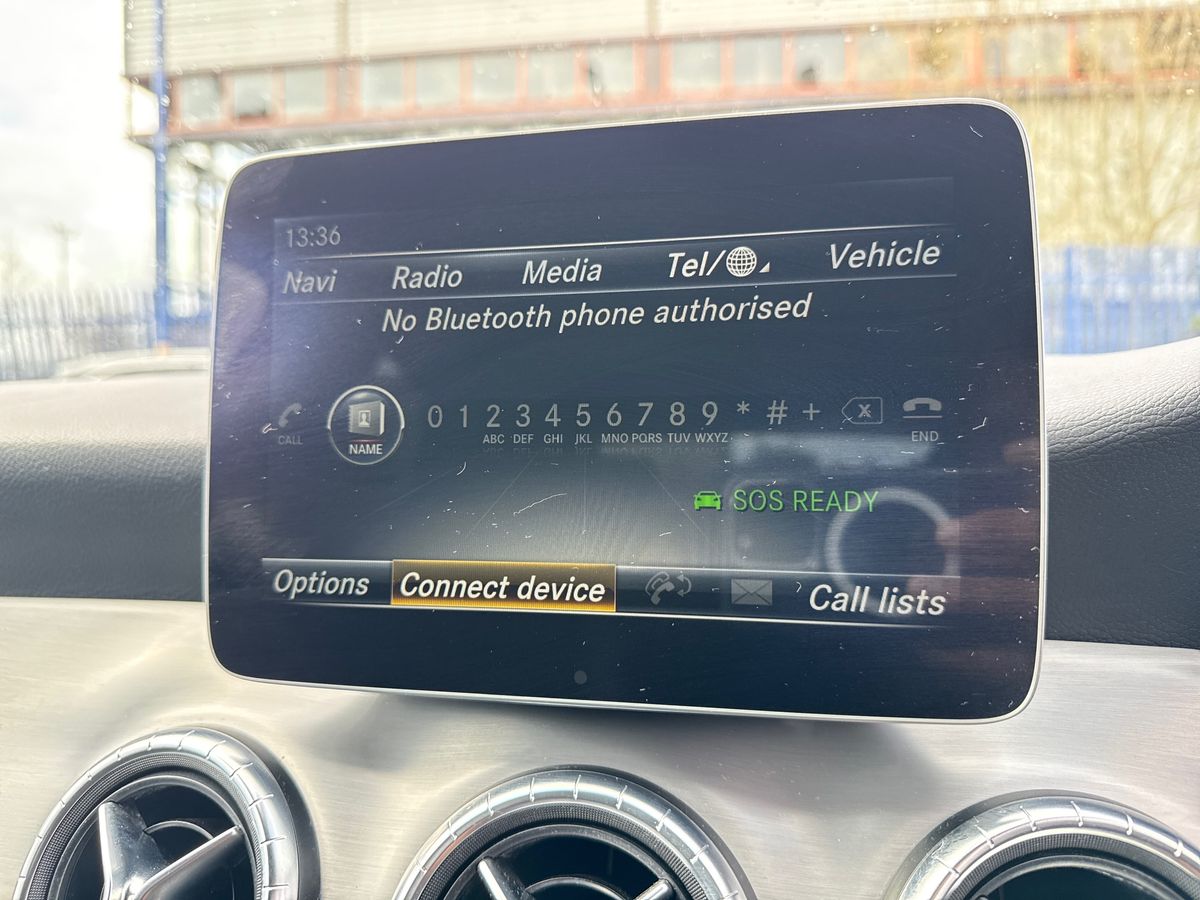 13:36
Navi Radio Media Tel/ Vehicle
No Bluetooth phone authorised
CALL NAME 0 1 2 3 4 5 6 7 8 9 * # + X END
ABC DEF GHI JKL MNO PQRS TUV WXYZ
SOS READY
Options Connect device Call lists